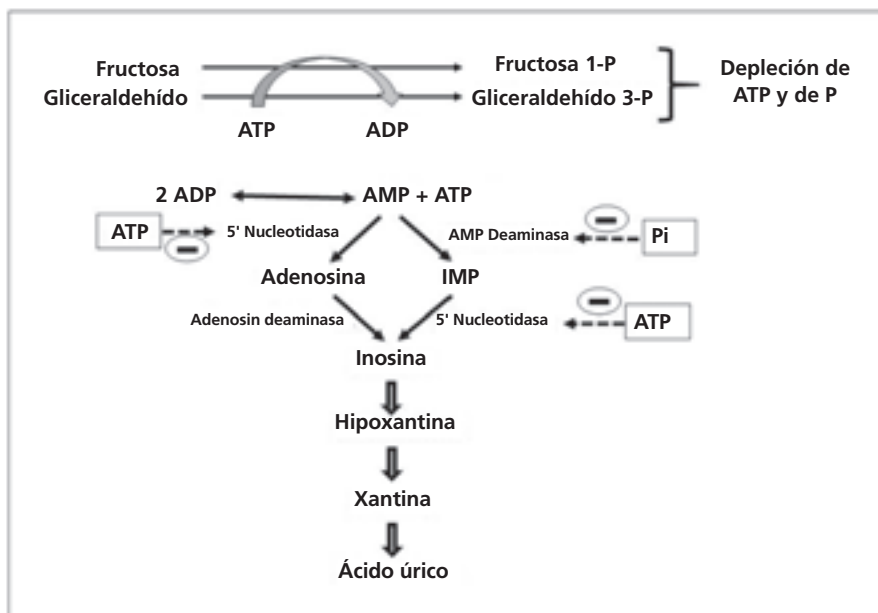 Fructosa
Fructosa 1-P
Gliceraldehído
Gliceraldehído 3-P
Depleción de
ATP y de P
ATP
ADP
2 ADP
AMP + ATP
ATP
5' Nucleotidasa
AMP Deaminasa
Pi
Adenosina
IMP
Adenosin deaminasa
5' Nucleotidasa
ATP
Inosina
Hipoxantina
Xantina
Ácido úrico